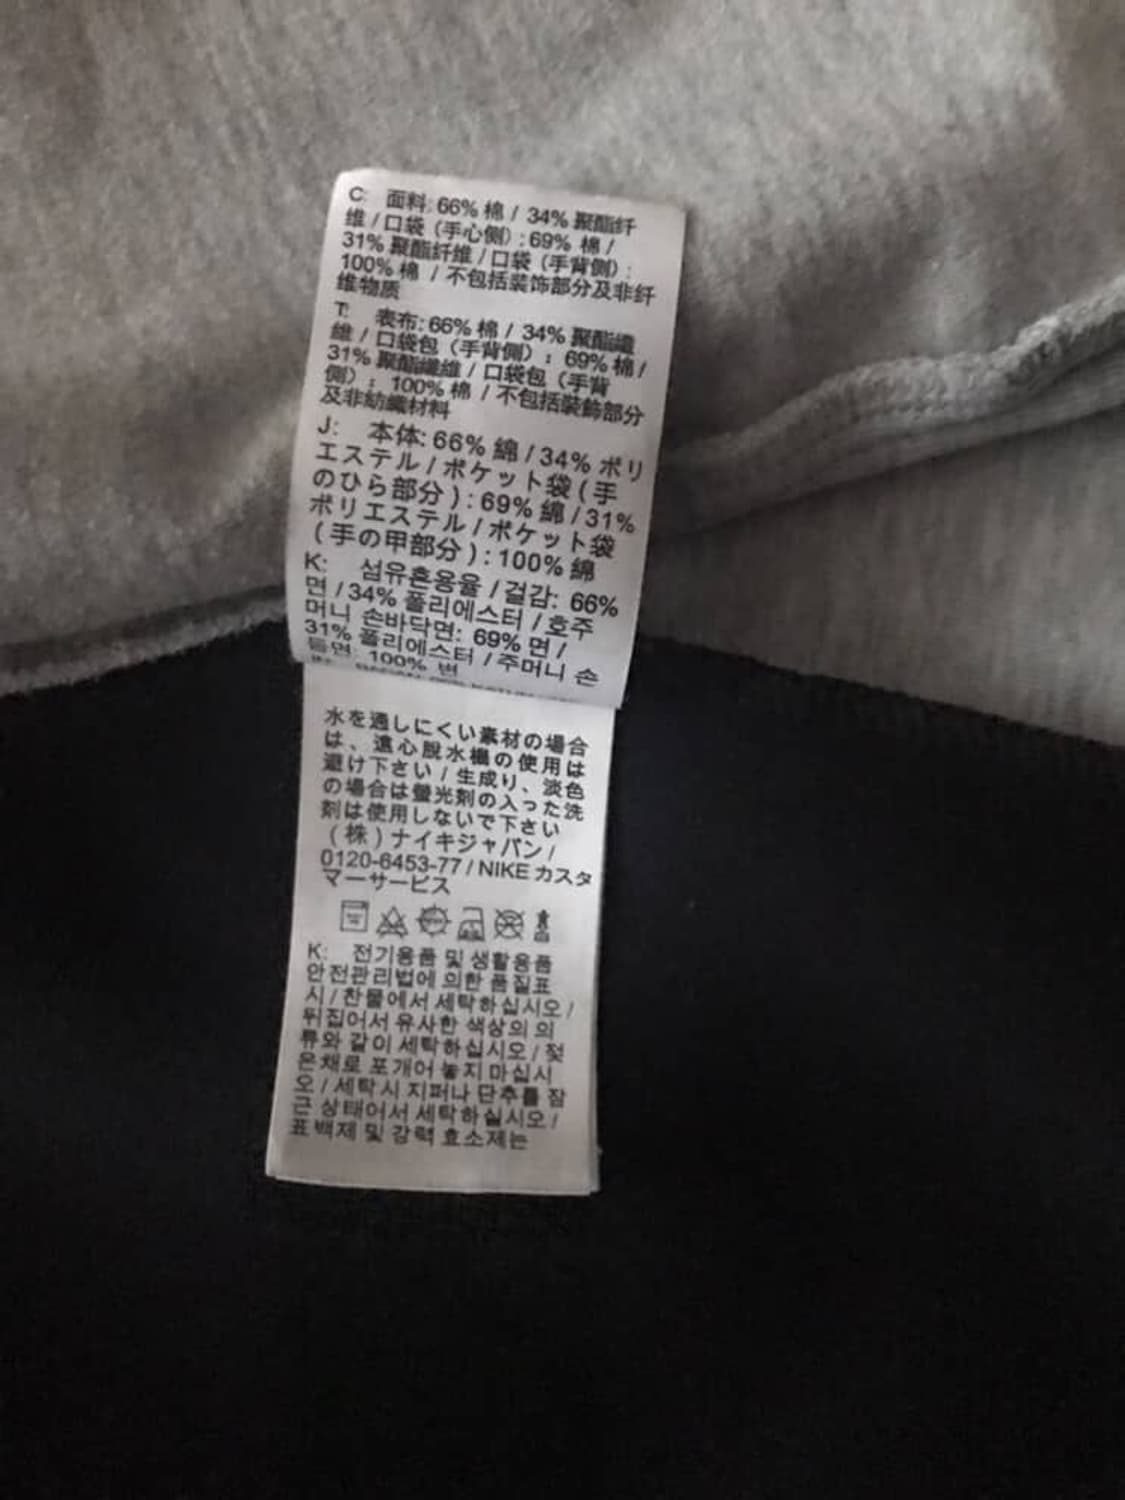 C: 面料: 66% 棉 / 34% 聚酯纤
维 / 口袋 (手心侧) : 69% 棉 /
31% 聚酯纤维 / 口袋 (手背侧) :
100% 棉 / 不包括装饰部分及非纤
维物质
T: 表布: 66% 棉 / 34% 聚酯纖
維 / 口袋包 (手背側) : 69% 棉 /
31% 聚酯纖維 / 口袋包 (手背
側) : 100% 棉 / 不包括裝飾部分
及非紡織材料
J: 本体: 66% 綿 / 34% ポリ
エステル / ポケット袋 ( 手
のひら部分 ) : 69% 綿 / 31%
ポリエステル / ポケット袋
( 手の甲部分 ) : 100% 綿
K: 섬유혼용율 / 겉감: 66%
면 / 34% 폴리에스터 / 호주
머니 손바닥면: 69% 면 /
31% 폴리에스터 / 주머니 손
등면: 100% 면
水を通しにくい素材の場合
は、遠心脱水機の使用は
避け下さい / 生成り、淡色
の場合は螢光剤の入った洗
剤は使用しないで下さい
( 株 ) ナイキジャパン /
0120-6453-77 / NIKE カスタ
マーサービス
K: 전기용품 및 생활용품
안전관리법에 의한 품질표
시 / 찬물에서 세탁하십시오 /
뒤집어서 유사한 색상의 의
류와 같이 세탁하십시오 / 젖
은채로 포개어 놓지 마십시
오 / 세탁시 지퍼나 단추를 잠
근 상태어서 세탁하십시오 /
표백제 및 강력 효소제는